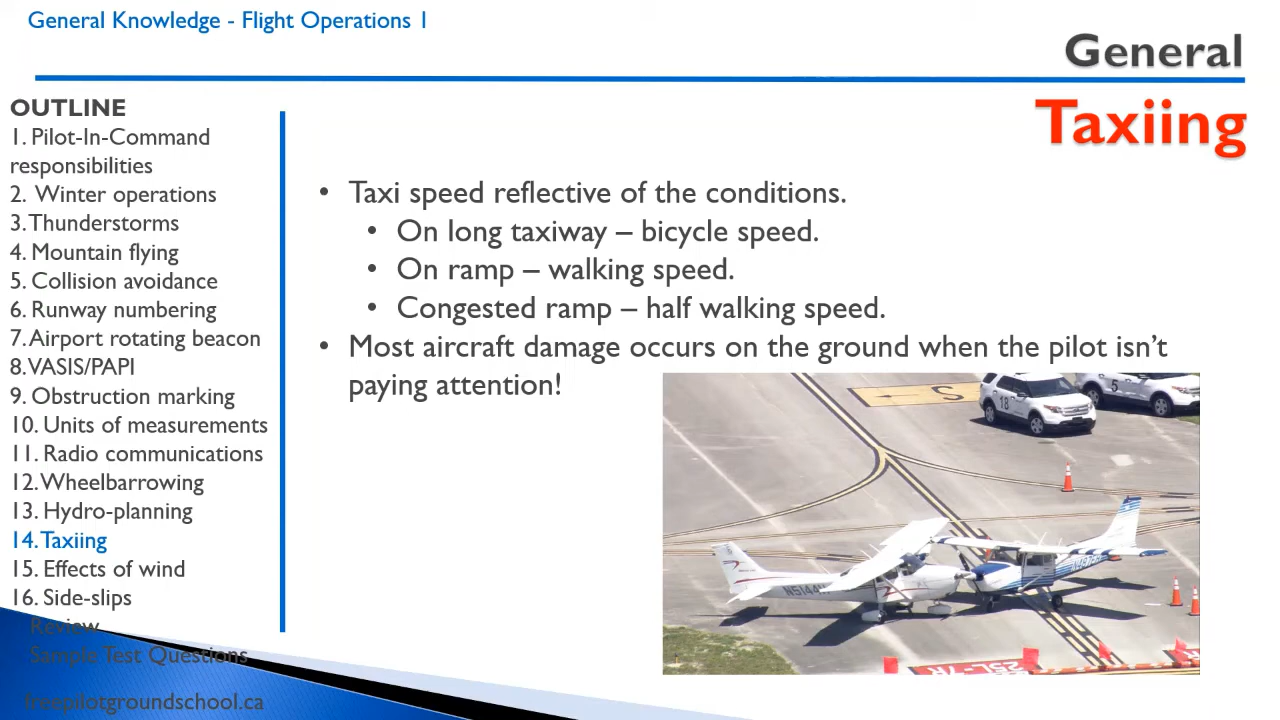 General Knowledge - Flight Operations 1
General
Taxiing
OUTLINE
1. Pilot-In-Command
responsibilities
2. Winter operations
3. Thunderstorms
4. Mountain flying
5. Collision avoidance
6. Runway numbering
7. Airport rotating beacon
8. VASIS/PAPI
9. Obstruction marking
10. Units of measurements
11. Radio communications
12. Wheelbarrowing
13. Hydro-planning
14. Taxiing
15. Effects of wind
16. Side-slips
Review
Sample Test Questions
freepilotgroundschool.ca
• Taxi speed reflective of the conditions.
• On long taxiway – bicycle speed.
• On ramp – walking speed.
• Congested ramp – half walking speed.
• Most aircraft damage occurs on the ground when the pilot isn't
paying attention!
S
18
5
25L-7R